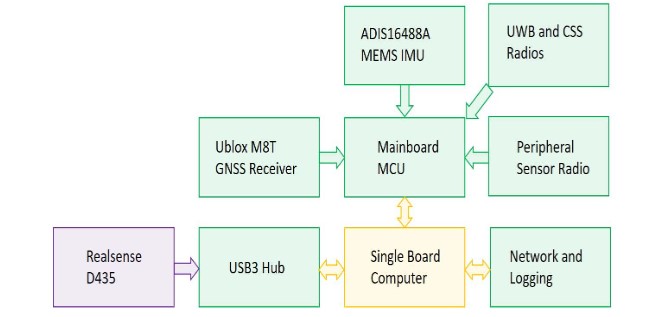 ADIS16488A
MEMS IMU
UWB and CSS
Radios
Ublox M8T
GNSS Receiver
Mainboard
MCU
Peripheral
Sensor Radio
Realsense
D435
USB3 Hub
Single Board
Computer
Network and
Logging